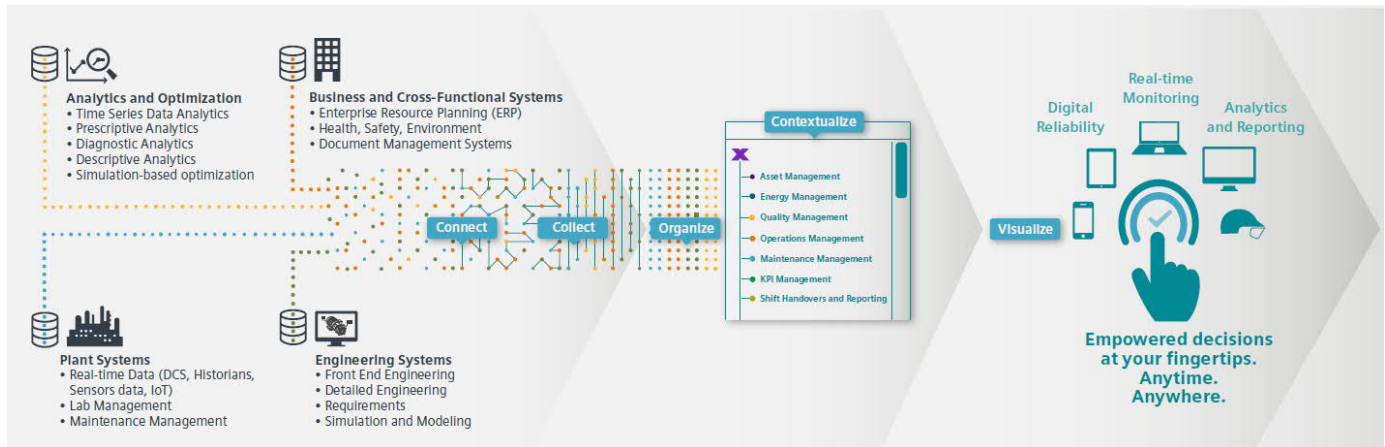 Analytics and Optimization
• Time Series Data Analytics
• Prescriptive Analytics
• Diagnostic Analytics
• Descriptive Analytics
• Simulation-based optimization
Business and Cross-Functional Systems
• Enterprise Resource Planning (ERP)
• Health, Safety, Environment
• Document Management Systems
Plant Systems
• Real-time Data (DCS, Historians,
Sensors data, IoT)
• Lab Management
• Maintenance Management
Engineering Systems
• Front End Engineering
• Detailed Engineering
• Requirements
• Simulation and Modeling
Connect
Collect
Organize
Contextualize
Asset Management
Energy Management
Quality Management
Operations Management
Maintenance Management
KPI Management
Shift Handovers and Reporting
Visualize
Digital
Reliability
Real-time
Monitoring
Analytics
and Reporting
Empowered decisions
at your fingertips.
Anytime.
Anywhere.